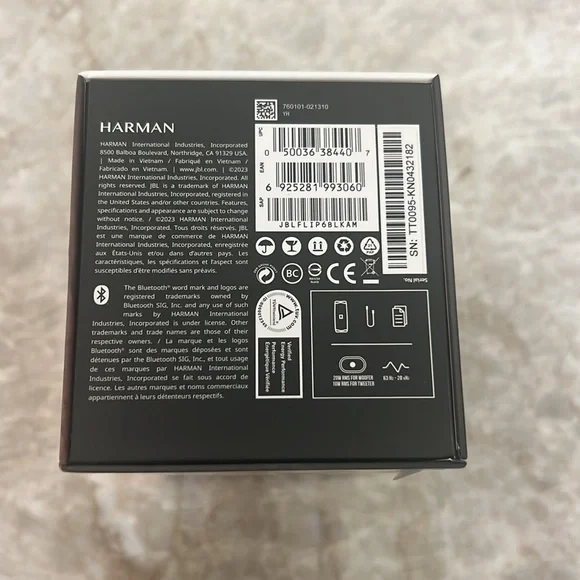 760101-021310
YR
HARMAN
HARMAN International Industries, Incorporated
8500 Balboa Boulevard, Northridge, CA 91329 USA.
| Made in Vietnam / Fabriqué en Vietnam /
Fabricado en Vietnam. | www.jbl.com. | ©2023
HARMAN International Industries, Incorporated. All
rights reserved. JBL is a trademark of HARMAN
International Industries, Incorporated, registered in
the United States and/or other countries. Features,
specifications and appearance are subject to change
without notice. / ©2023 HARMAN International
Industries, Incorporated. Tous droits réservés. JBL
est une marque de commerce de HARMAN
International Industries, Incorporated, enregistrée
aux États-Unis et/ou dans d'autres pays. Les
caractéristiques, les spécifications et l'aspect sont
susceptibles d'être modifiés sans préavis.
The Bluetooth® word mark and logos are
registered trademarks owned by
Bluetooth SIG, Inc. and any use of such
marks by HARMAN International
Industries, Incorporated is under license. Other
trademarks and trade names are those of their
respective owners. / La marque et les logos
Bluetooth® sont des marques déposées et sont
détenues par the Bluetooth SIG, Inc., et tout usage
de ces marques par HARMAN International
Industries, Incorporated se fait sous accord de
licence. Les autres marques et noms commerciaux
appartiennent à leurs détenteurs respectifs.
UPC
0 50036 38440 7
EAN
6 925281 993060
SAP
JBLFLIP6BLKAM
SN: TT0095-KN0432182
Serial No.
BC
CE
www.tuv.com
Verified
Energy Performance
Performance
Énergétique Vérifiée
20W RMS FOR WOOFER
10W RMS FOR TWEETER
63 Hz - 20 kHz